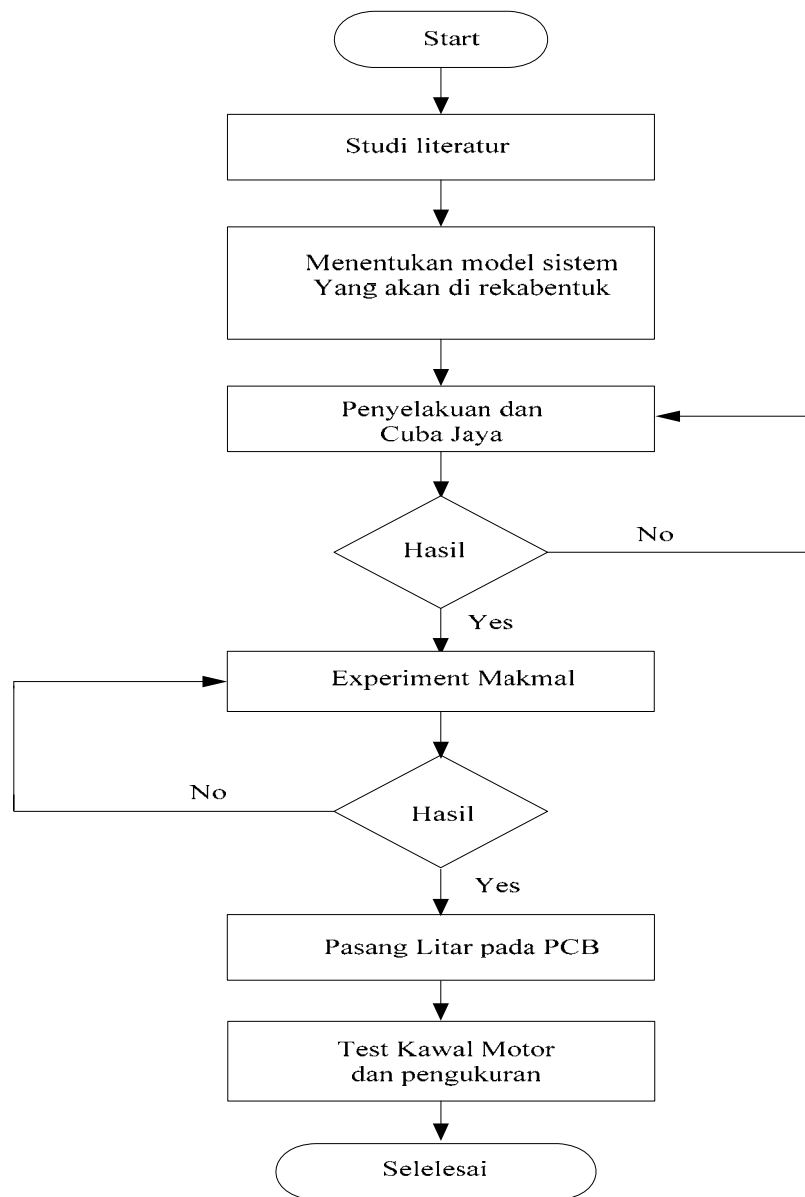 Start
Studi literatur
Menentukan model sistem
Yang akan di rekabentuk
Penyelakuan dan
Cuba Jaya
Hasil
No
Yes
Experiment Makmal
No
Hasil
Yes
Pasang Litar pada PCB
Test Kawal Motor
dan pengukuran
Selelesai